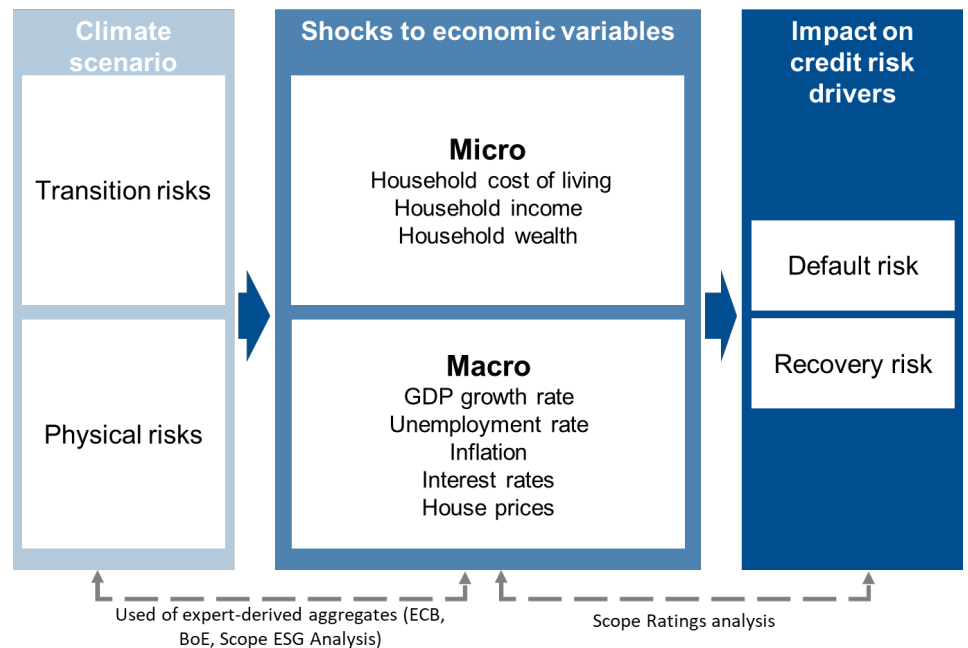 Climate
scenario
Transition risks
Physical risks
Shocks to economic variables
Micro
Household cost of living
Household income
Household wealth
Macro
GDP growth rate
Unemployment rate
Inflation
Interest rates
House prices
Impact on
credit risk
drivers
Default risk
Recovery risk
Used of expert-derived aggregates (ECB,
BoE, Scope ESG Analysis)
Scope Ratings analysis